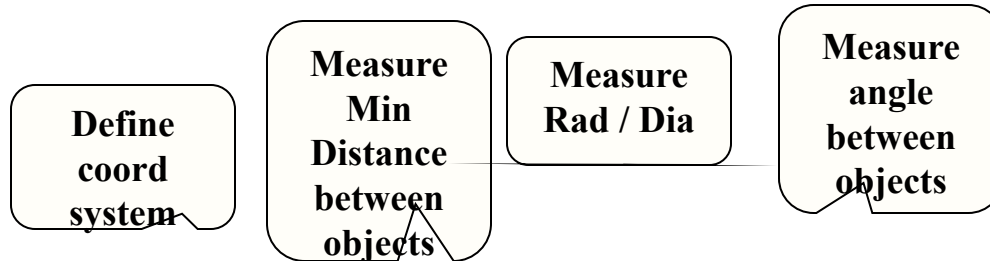 Define
coord
system
Measure
Min
Distance
between
objects
Measure
Rad / Dia
Measure
angle
between
objects